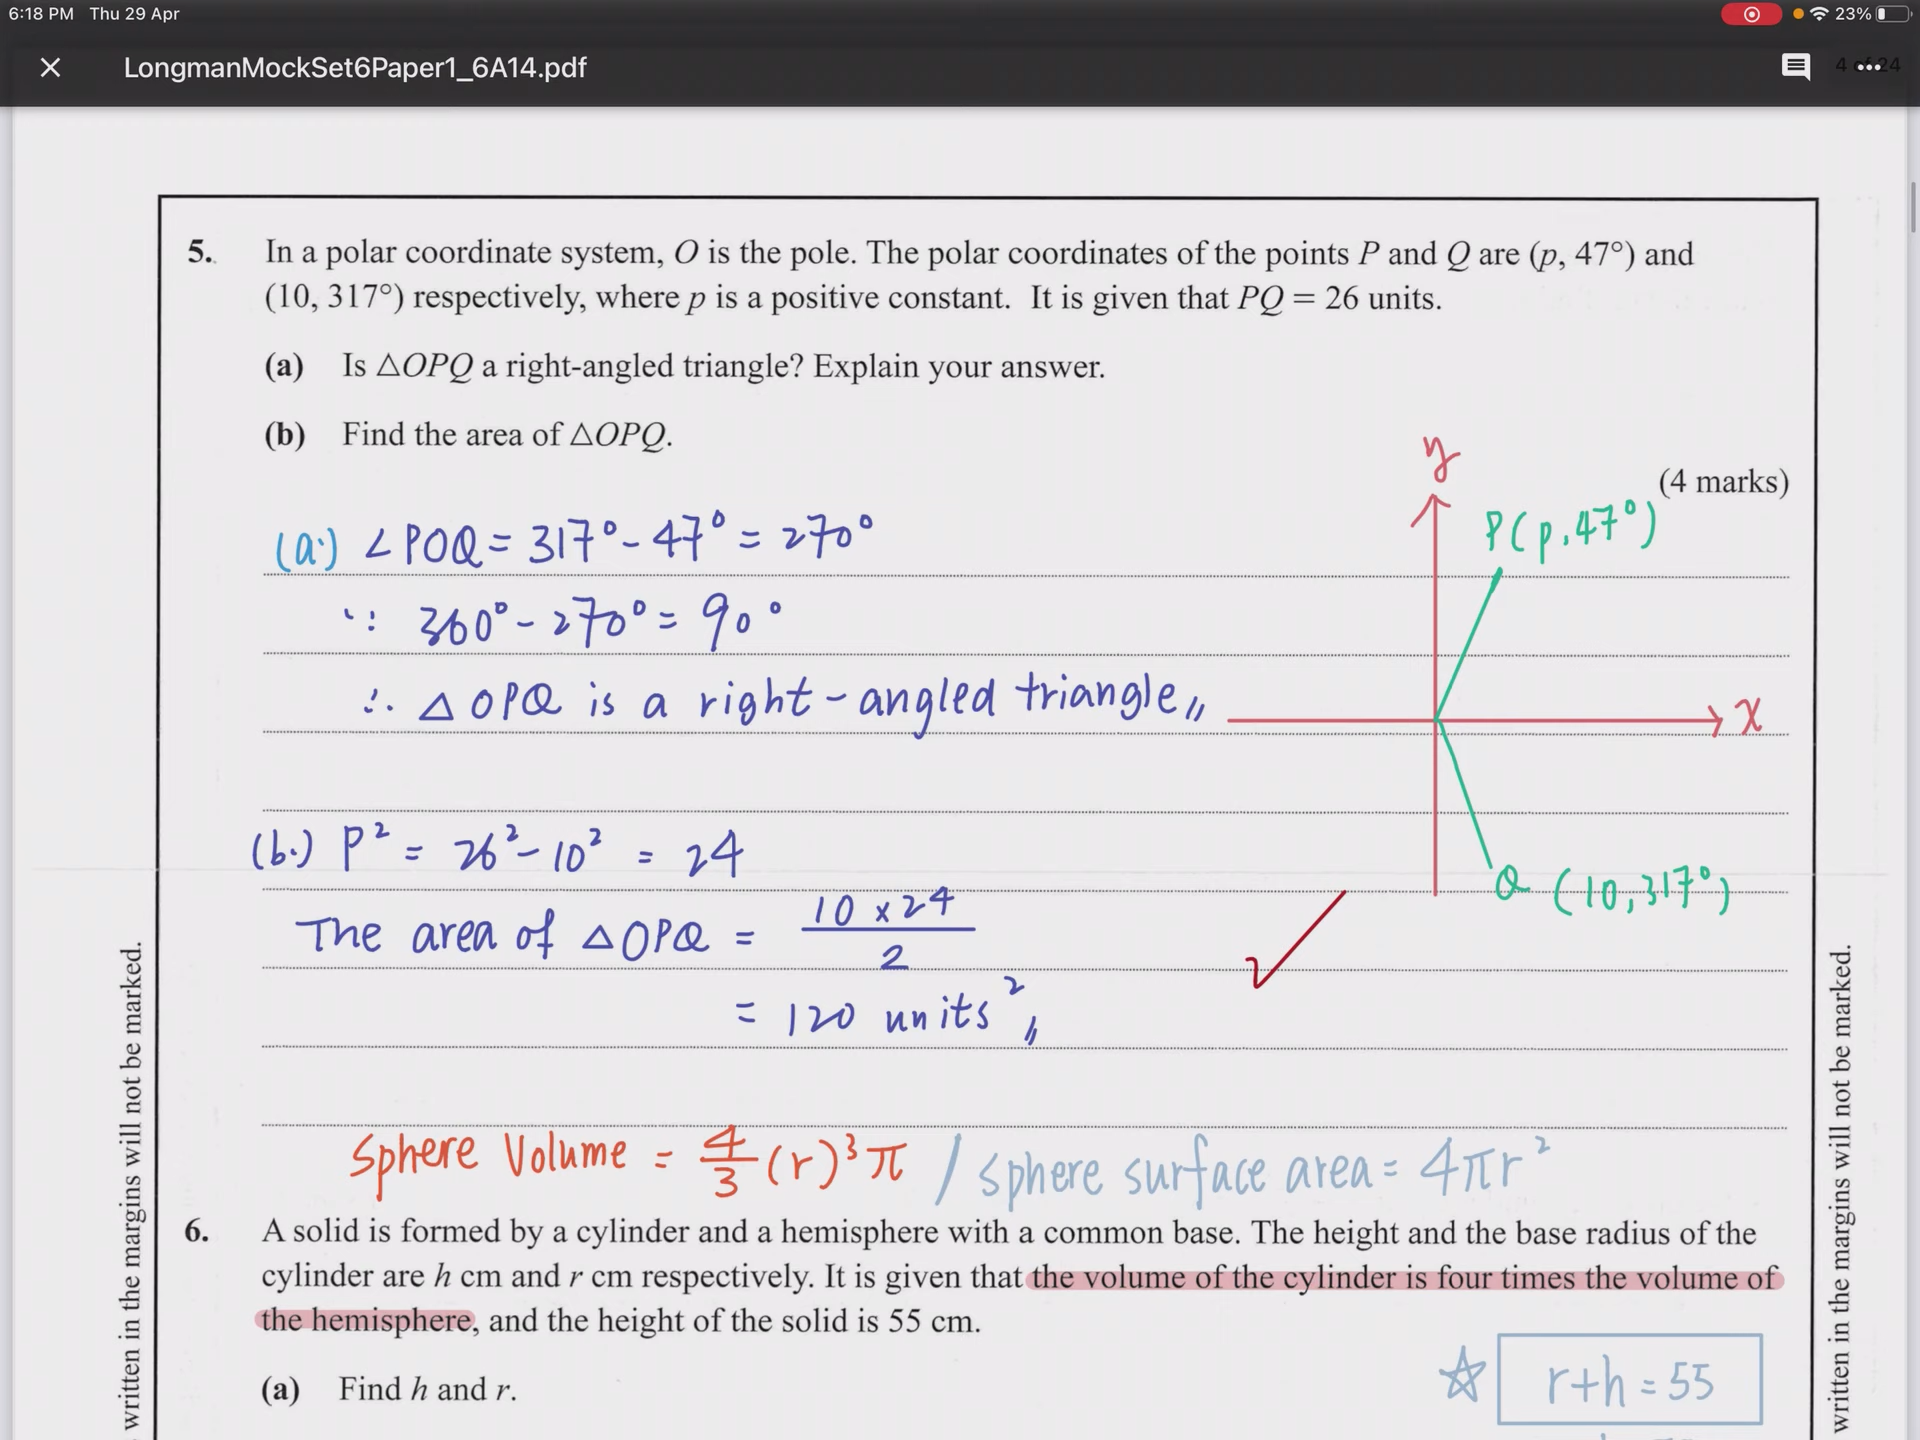 6:18 PM Thu 29 Apr
23%
LongmanMockSet6Paper1_6A14.pdf
4 of 24
5. In a polar coordinate system, O is the pole. The polar coordinates of the points P and Q are (p, 47°) and
(10, 317°) respectively, where p is a positive constant. It is given that PQ = 26 units.
(a) Is △OPQ a right-angled triangle? Explain your answer.
(b) Find the area of △OPQ.
(4 marks)
y
P(p, 47°)
x
Q (10, 317°)
(a.) ∠POQ = 317° - 47° = 270°
∵ 360° - 270° = 90°
∴ △OPQ is a right-angled triangle //
(b.) P² = 26² - 10² = 24
The area of △OPQ = 10 x 24 / 2
= 120 units² //
Sphere Volume = 4/3 (r)³π / sphere surface area = 4πr²
6. A solid is formed by a cylinder and a hemisphere with a common base. The height and the base radius of the
cylinder are h cm and r cm respectively. It is given that the volume of the cylinder is four times the volume of
the hemisphere, and the height of the solid is 55 cm.
(a) Find h and r.
☆ r+h = 55
written in the margins will not be marked.
written in the margins will not be marked.